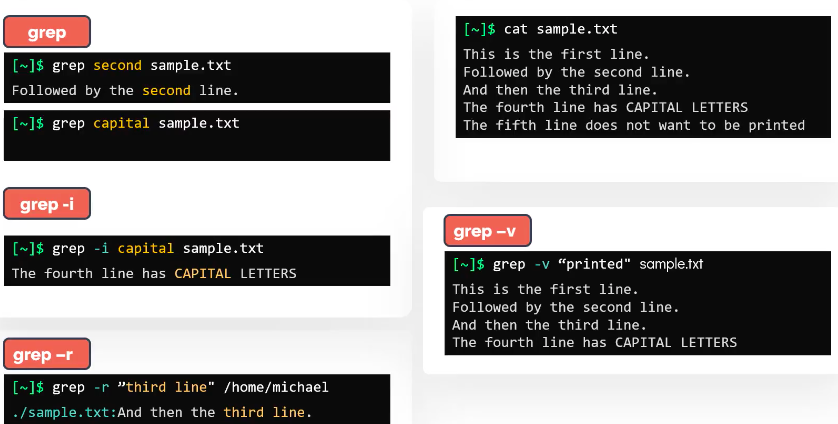 grep
[~]$ grep second sample.txt
Followed by the second line.
[~]$ grep capital sample.txt
grep -i
[~]$ grep -i capital sample.txt
The fourth line has CAPITAL LETTERS
grep –r
[~]$ grep -r ”third line" /home/michael
./sample.txt:And then the third line.
[~]$ cat sample.txt
This is the first line.
Followed by the second line.
And then the third line.
The fourth line has CAPITAL LETTERS
The fifth line does not want to be printed
grep –v
[~]$ grep -v “printed" sample.txt
This is the first line.
Followed by the second line.
And then the third line.
The fourth line has CAPITAL LETTERS